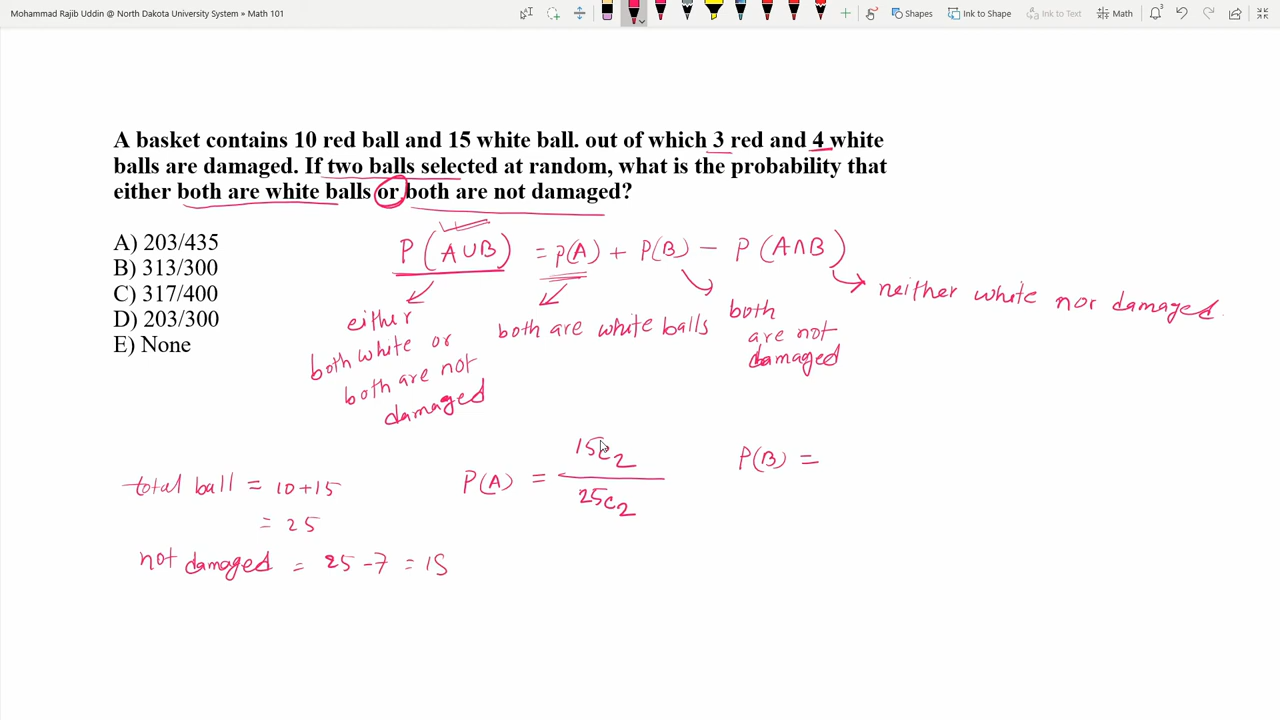 Mohammad Rajib Uddin @ North Dakota University System » Math 101
Shapes
Ink to Shape
Ink to Text
Math
3
A basket contains 10 red ball and 15 white ball. out of which 3 red and 4 white
balls are damaged. If two balls selected at random, what is the probability that
either both are white balls or both are not damaged?
A) 203/435
B) 313/300
C) 317/400
D) 203/300
E) None
P(A∪B) = P(A) + P(B) − P(A∩B)
either
both white or
both are not
damaged
both are white balls
both
are not
damaged
neither white nor damaged.
total ball = 10+15
= 25
not damaged = 25 -7 = 15
P(A) = 15c2
25c2
P(B) =